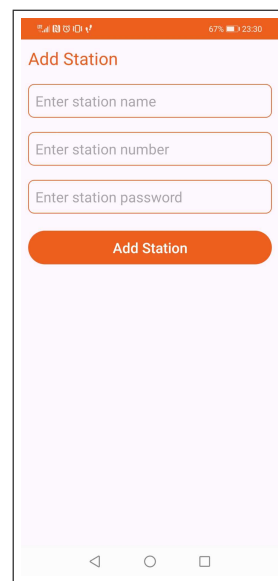 67% 23:30
Add Station
Enter station name
Enter station number
Enter station password
Add Station